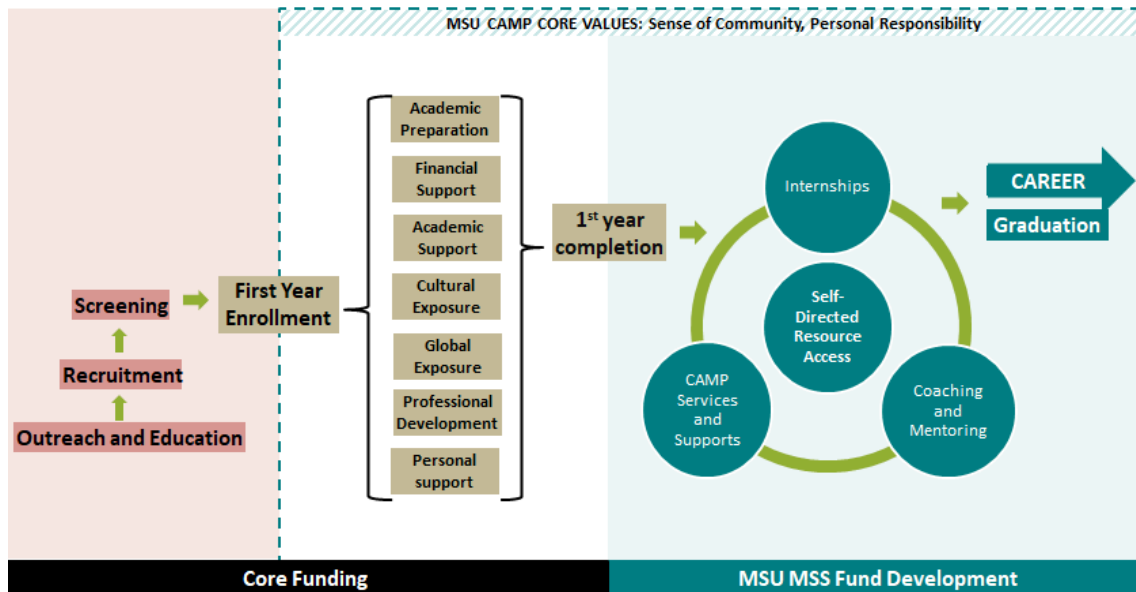 MSU CAMP CORE VALUES: Sense of Community, Personal Responsibility
Outreach and Education
Recruitment
Screening
First Year
Enrollment
Academic
Preparation
Financial
Support
Academic
Support
Cultural
Exposure
Global
Exposure
Professional
Development
Personal
support
1st year
completion
Internships
Self-
Directed
Resource
Access
CAMP
Services
and
Supports
Coaching
and
Mentoring
CAREER
Graduation
Core Funding
MSU MSS Fund Development